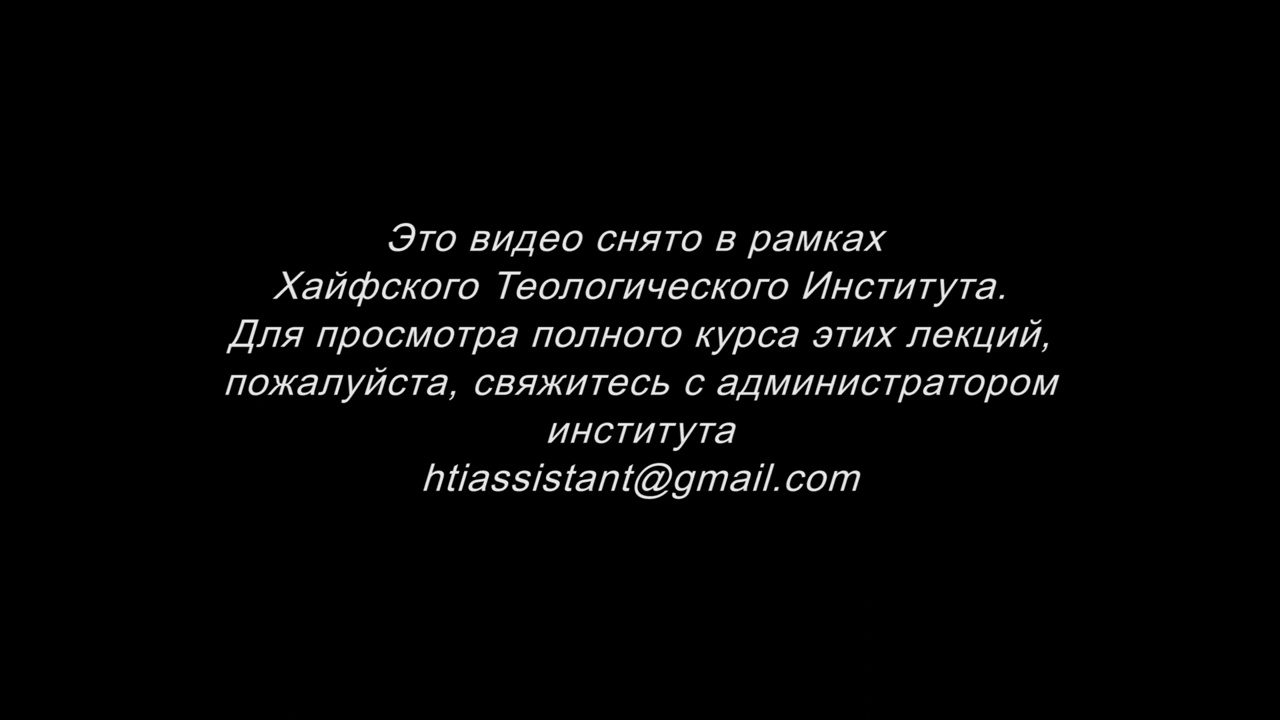 Это видео снято в рамках
Хайфского Теологического Института.
Для просмотра полного курса этих лекций,
пожалуйста, свяжитесь с администратором
института
htiassistant@gmail.com